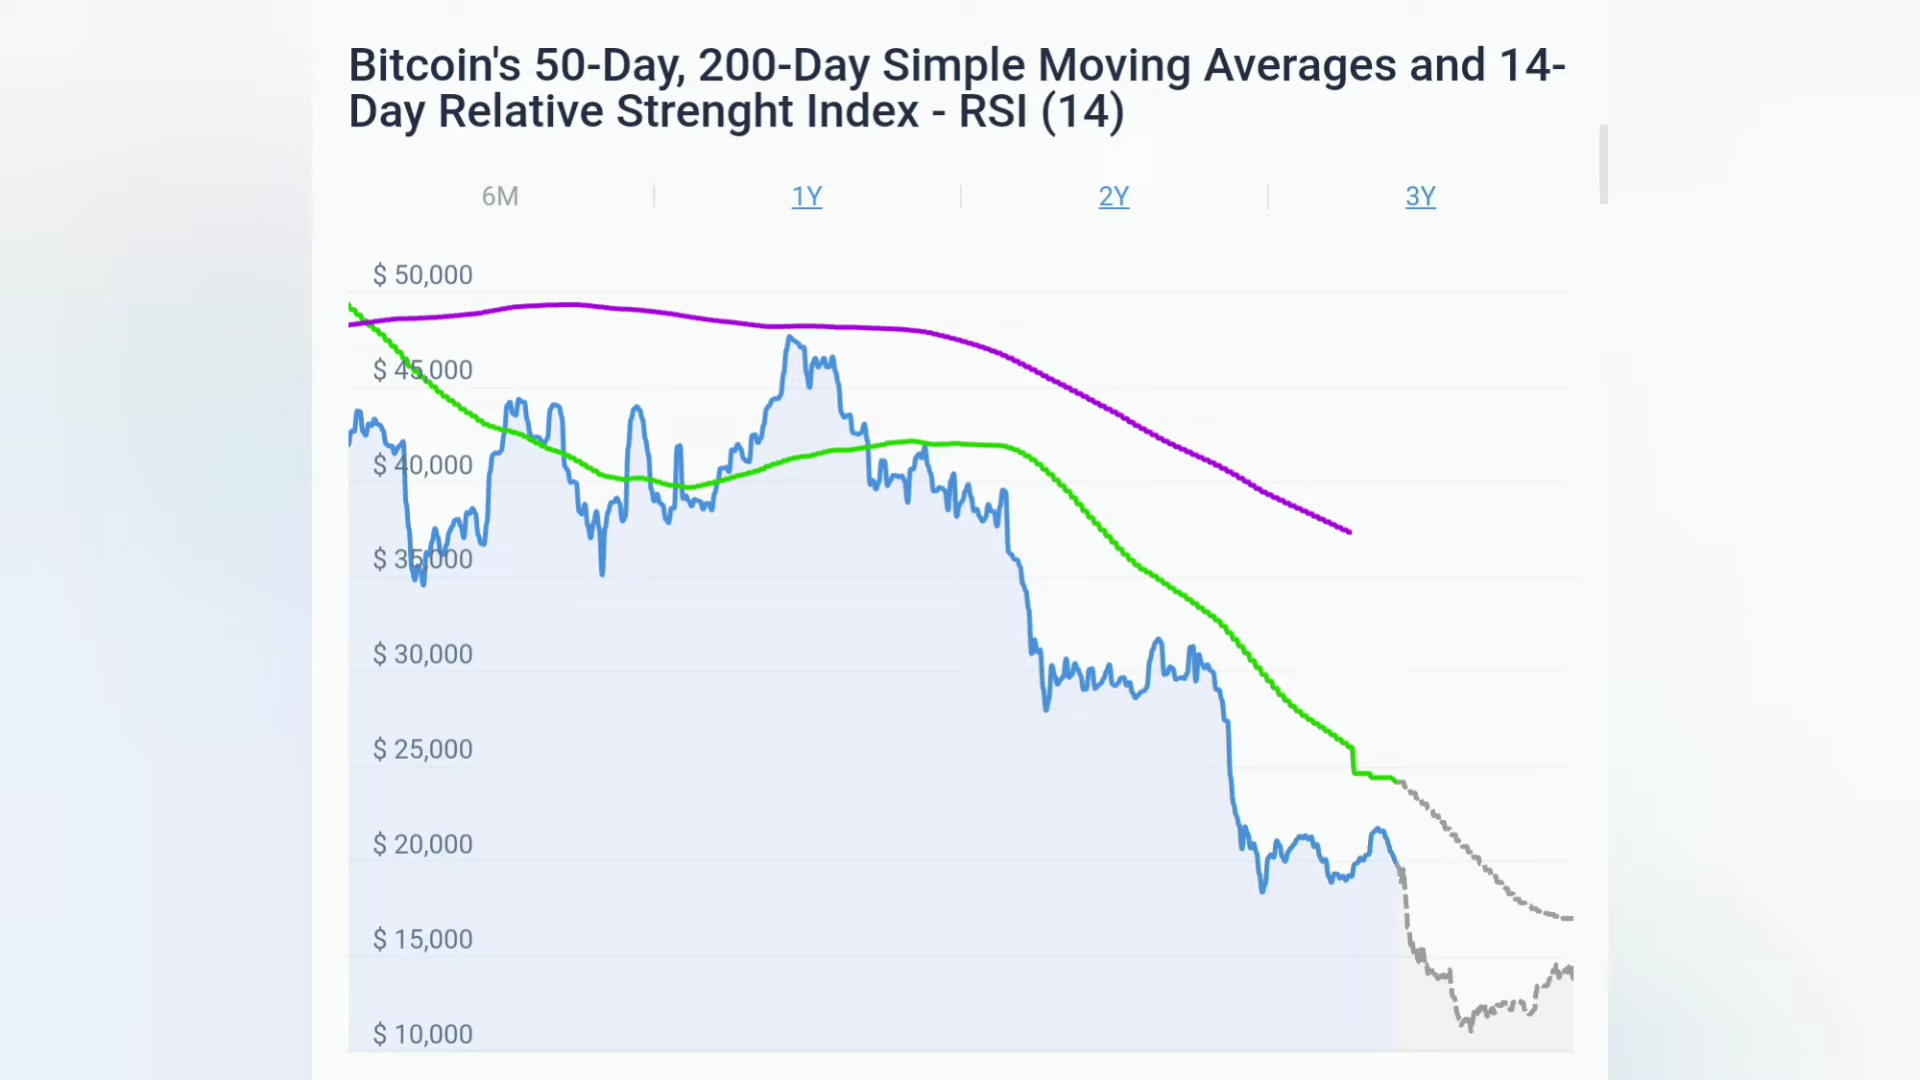 Bitcoin's 50-Day, 200-Day Simple Moving Averages and 14-
Day Relative Strenght Index - RSI (14)
6M
1Y
2Y
3Y
$ 50,000
$ 45,000
$ 40,000
$ 35,000
$ 30,000
$ 25,000
$ 20,000
$ 15,000
$ 10,000